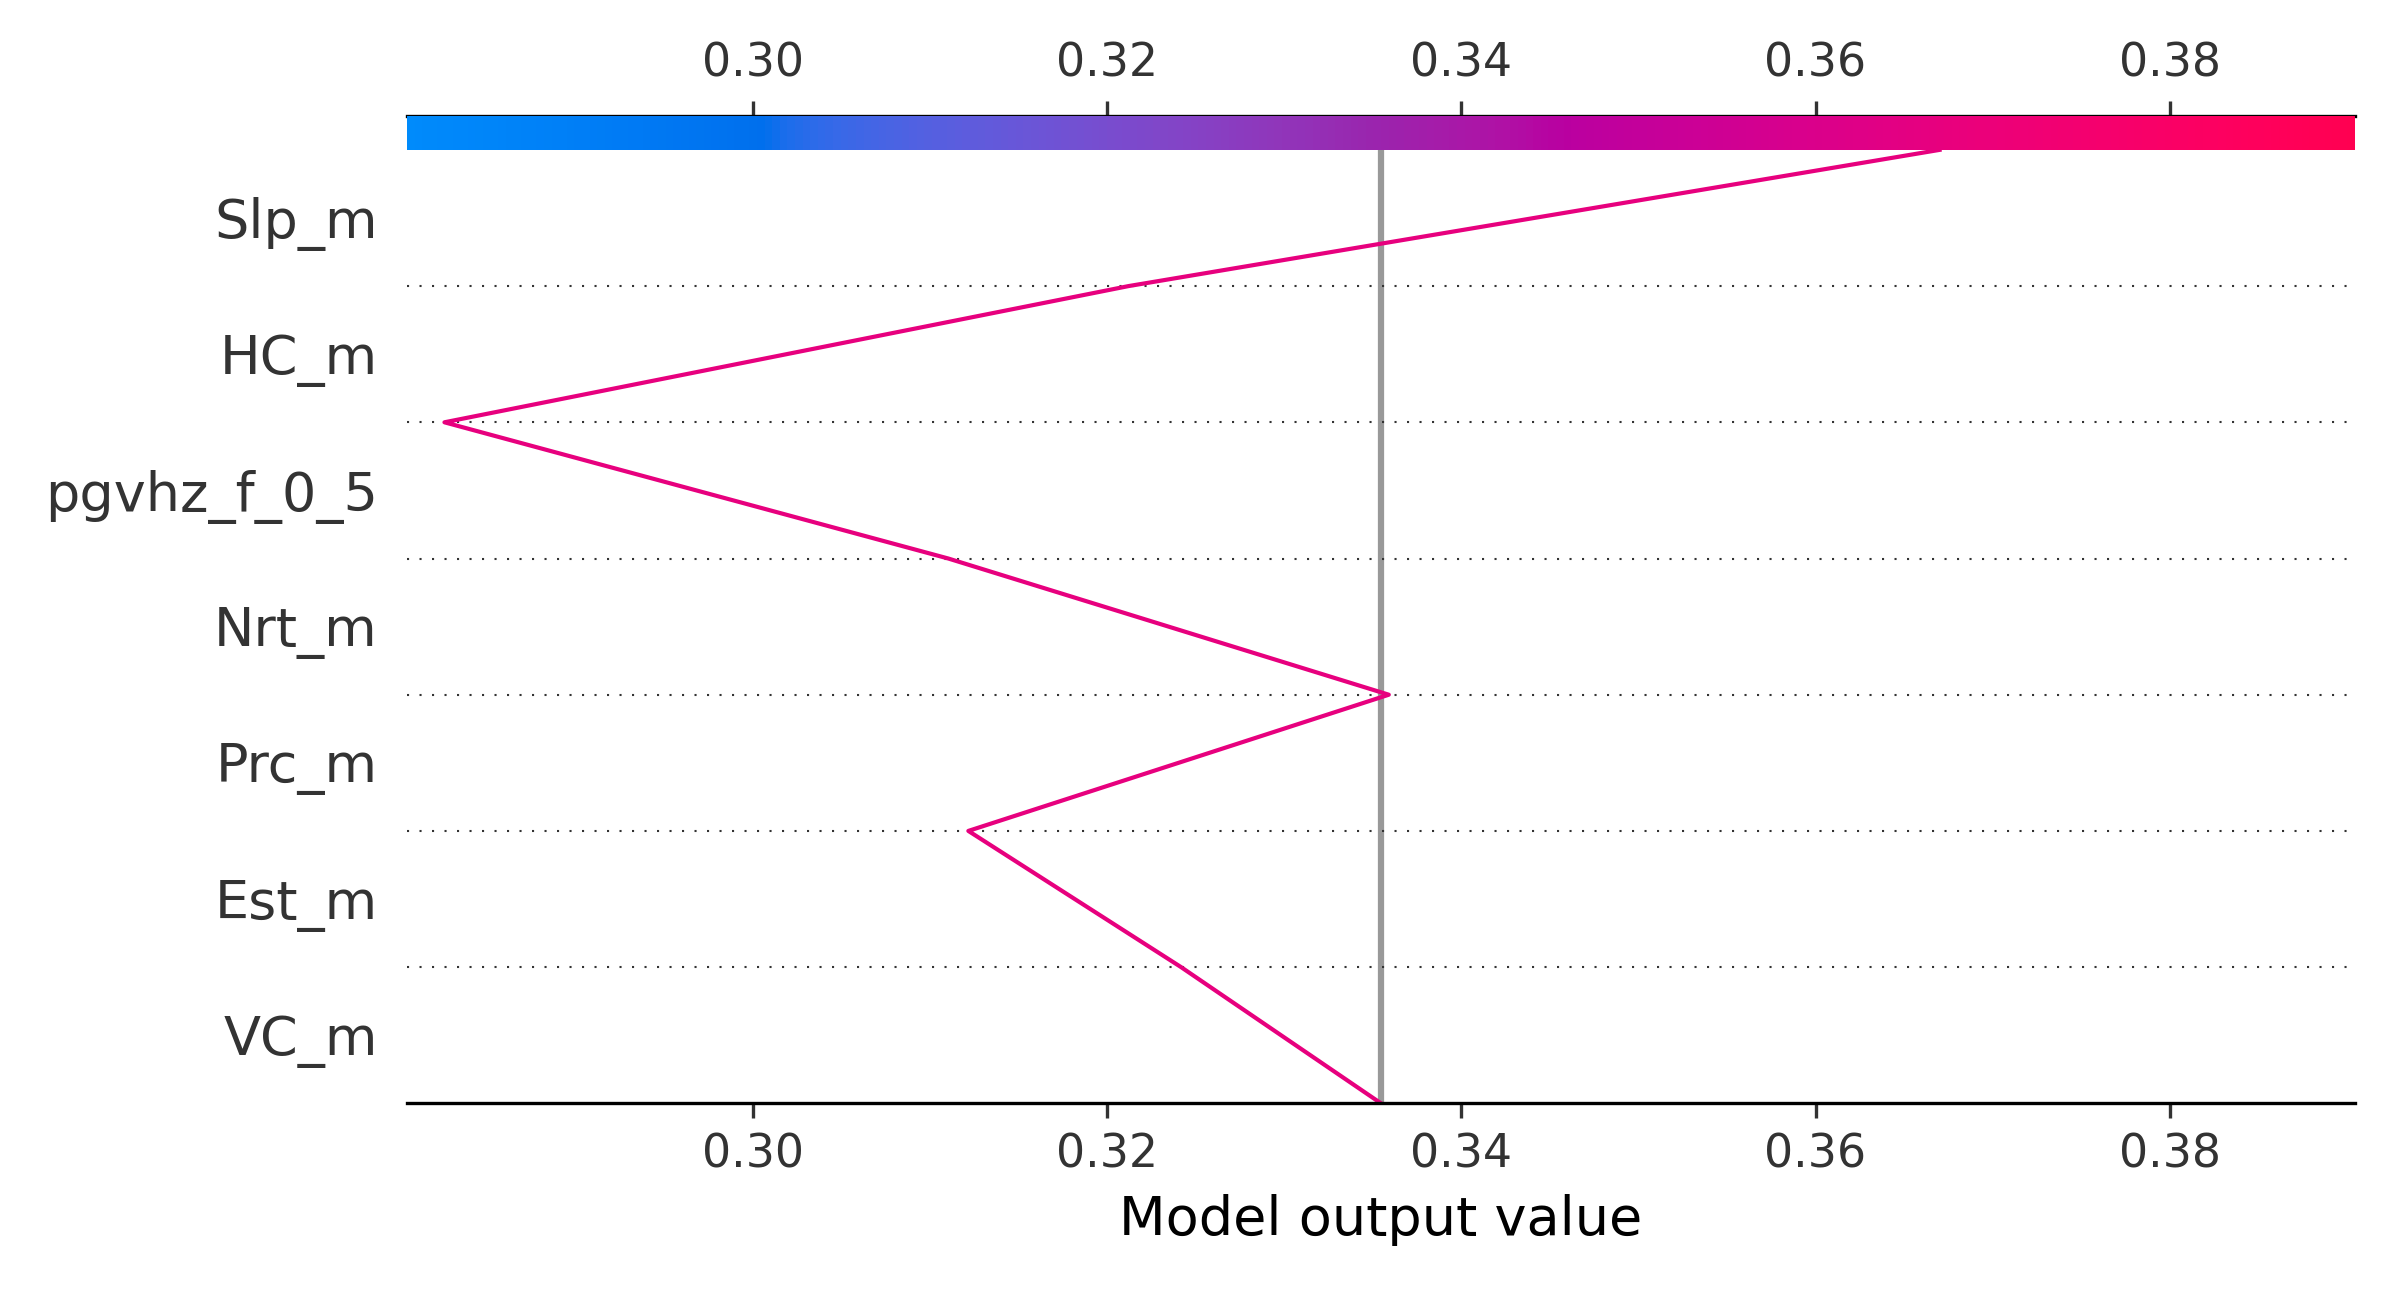 0.30 0.32 0.34 0.36 0.38
Slp_m
HC_m
pgvhz_f_0_5
Nrt_m
Prc_m
Est_m
VC_m
0.30 0.32 0.34 0.36 0.38
Model output value